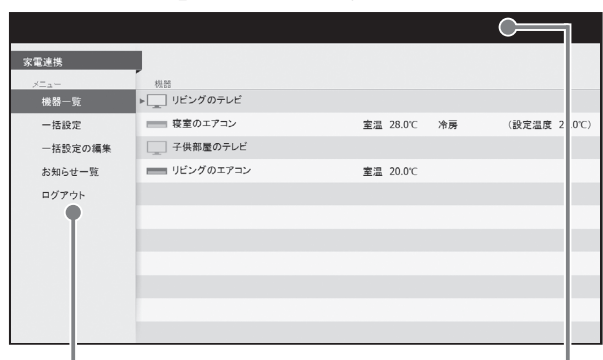 家電連携
メニュー
機器
機器一覧
リビングのテレビ
一括設定
寝室のエアコン 室温 28.0℃ 冷房 (設定温度 2 .0℃)
一括設定の編集
子供部屋のテレビ
お知らせ一覧
リビングのエアコン 室温 20.0℃
ログアウト